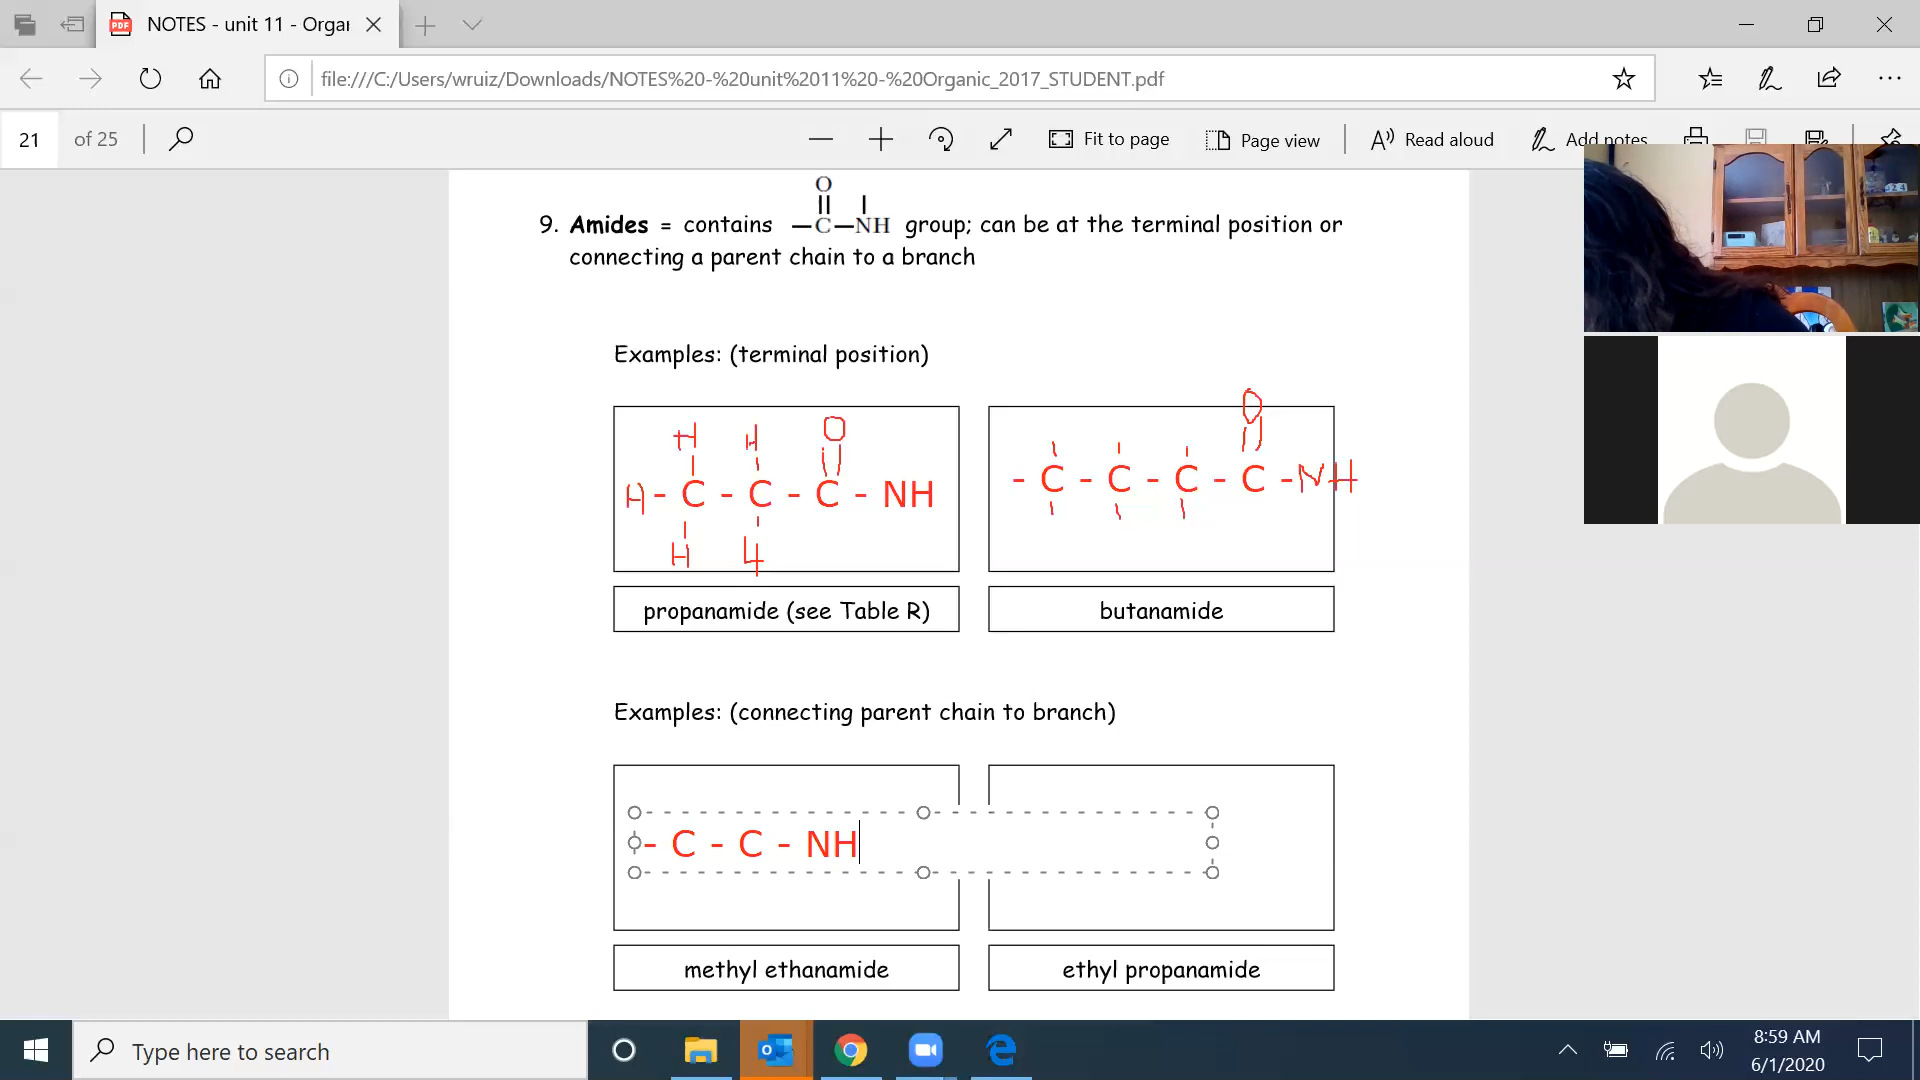 NOTES - unit 11 - Organ
file:///C:/Users/wruiz/Downloads/NOTES%20-%20unit%2011%20-%20Organic_2017_STUDENT.pdf
21 of 25
Fit to page
Page view
Read aloud
Add notes
O
9. Amides = contains —C—NH group; can be at the terminal position or
connecting a parent chain to a branch
Examples: (terminal position)
H H O
H - C - C - C - NH
H H
O
- C - C - C - C - NH
propanamide (see Table R)
butanamide
Examples: (connecting parent chain to branch)
- C - C - NH
methyl ethanamide
ethyl propanamide
Type here to search
8:59 AM
6/1/2020